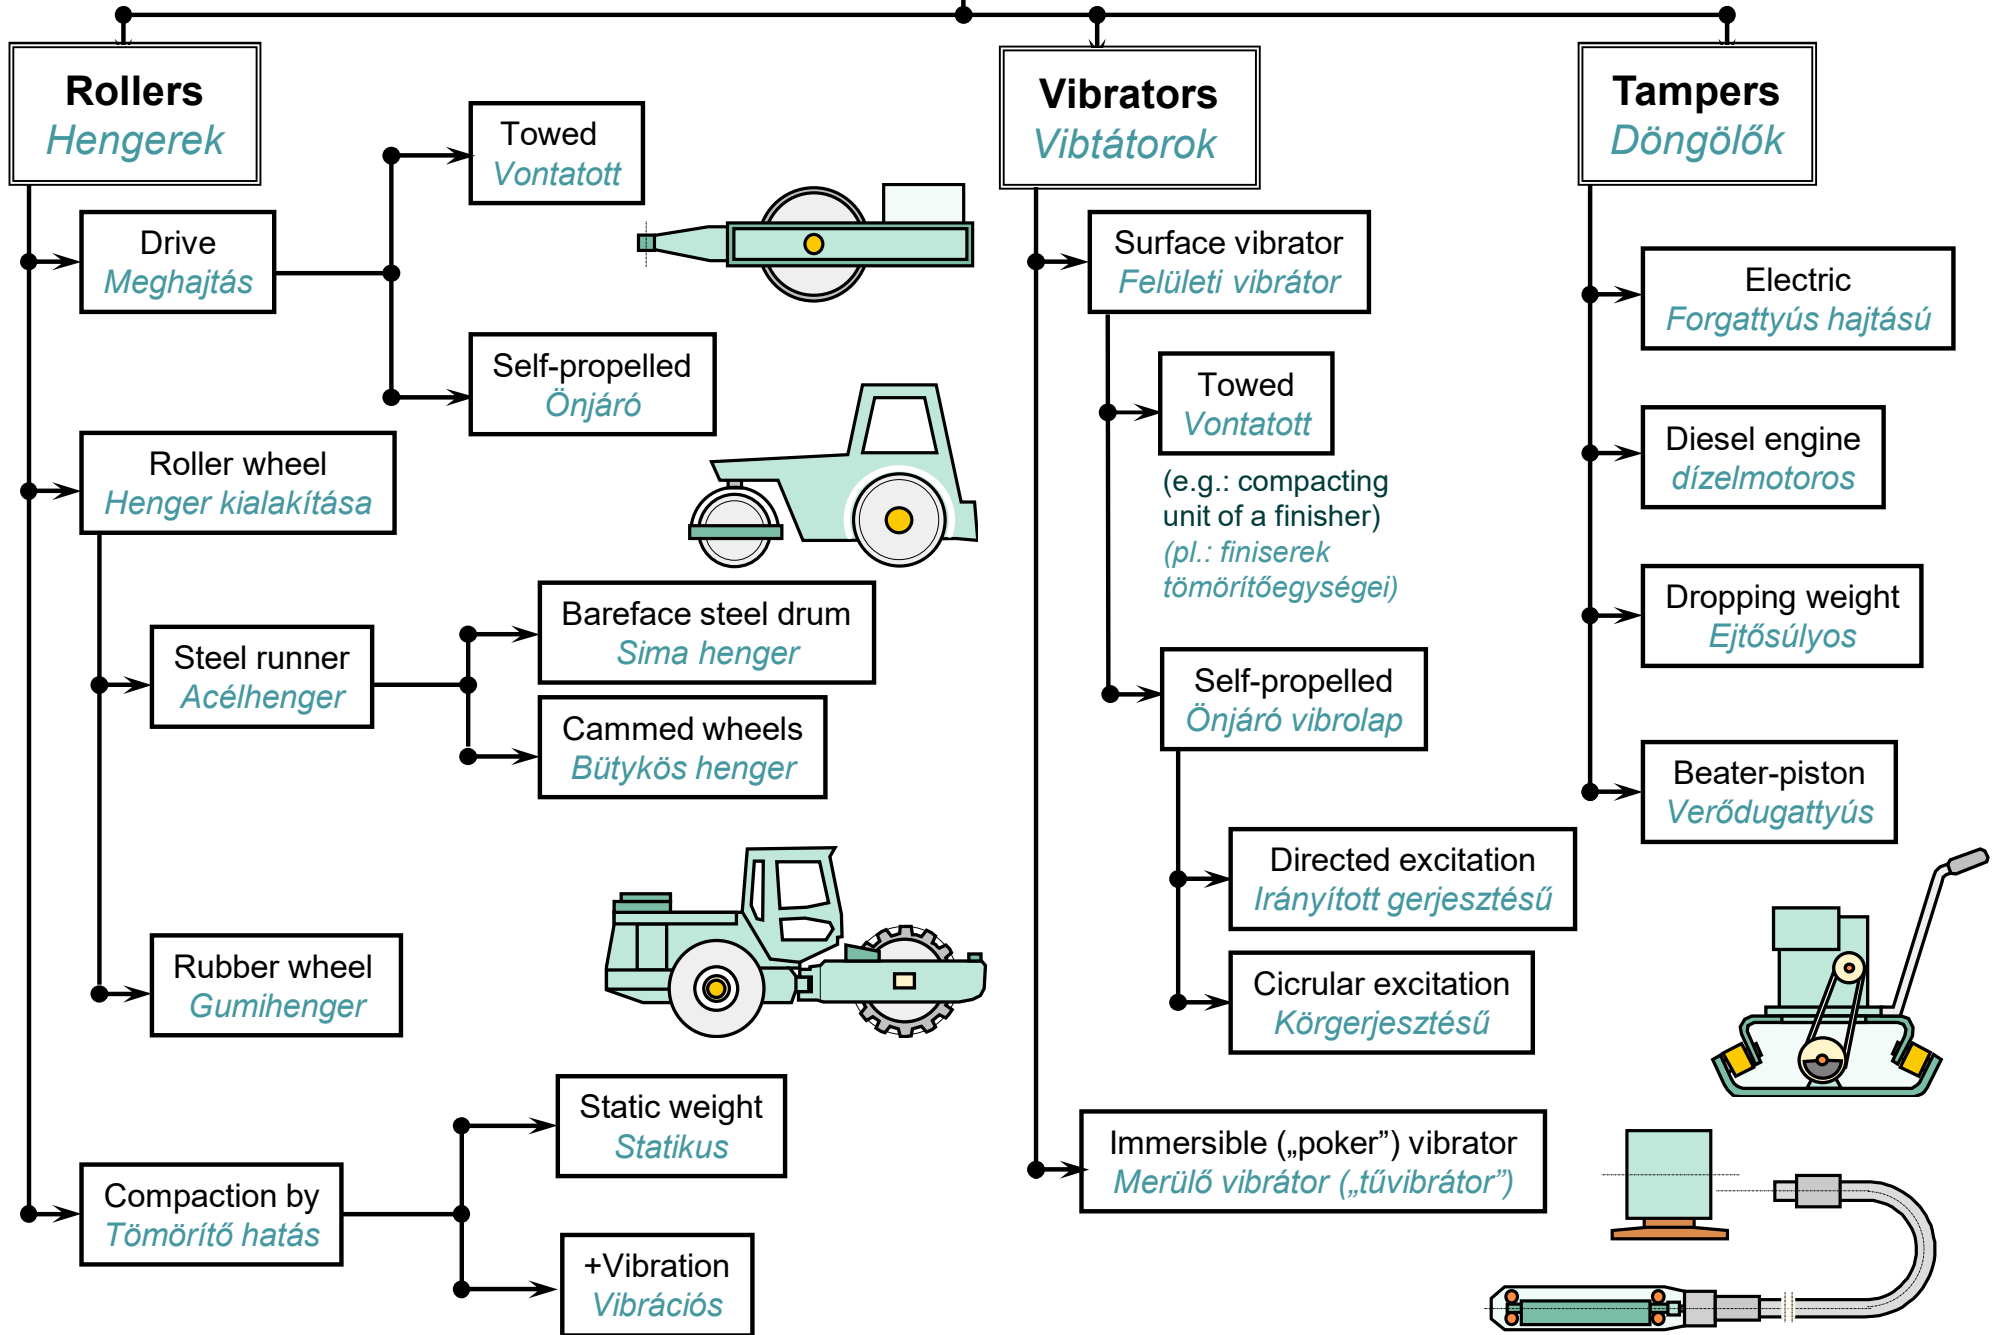 Rollers
Hengerek
Drive
Meghajtás
Towed
Vontatott
Self-propelled
Önjáró
Roller wheel
Henger kialakítása
Steel runner
Acélhenger
Bareface steel drum
Sima henger
Cammed wheels
Bütykös henger
Rubber wheel
Gumihenger
Compaction by
Tömörítő hatás
Static weight
Statikus
+Vibration
Vibrációs
Vibrators
Vibtátorok
Surface vibrator
Felületi vibrátor
Towed
Vontatott
(e.g.: compacting
unit of a finisher)
(pl.: finiserek
tömörítőegységei)
Self-propelled
Önjáró vibrolap
Directed excitation
Irányított gerjesztésű
Cicrular excitation
Körgerjesztésű
Immersible („poker”) vibrator
Merülő vibrátor („tűvibrátor”)
Tampers
Döngölők
Electric
Forgattyús hajtású
Diesel engine
dízelmotoros
Dropping weight
Ejtősúlyos
Beater-piston
Verődugattyús